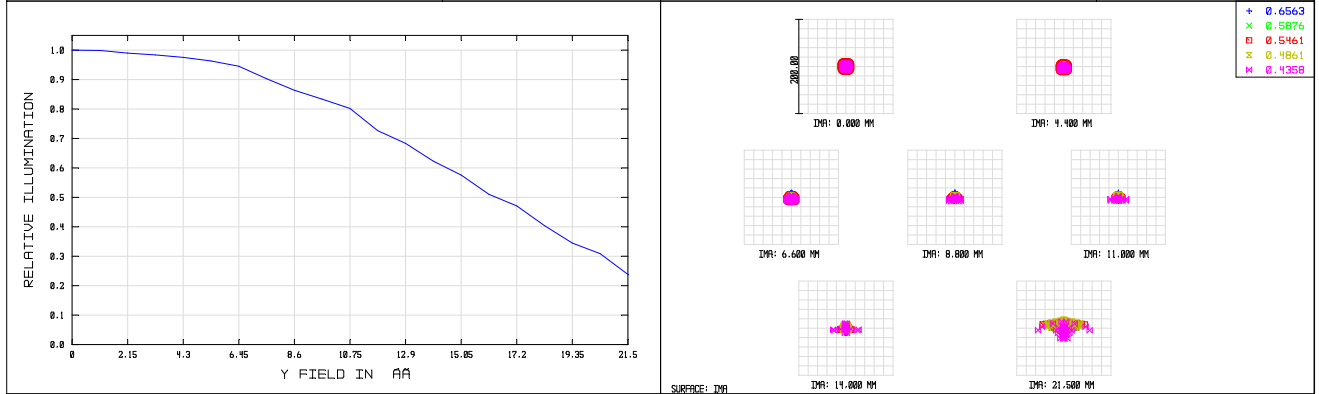 RELATIVE ILLUMINATION
1.0
0.9
0.8
0.7
0.6
0.5
0.4
0.3
0.2
0.1
0.0
0
2.15
4.3
6.45
8.6
10.75
12.9
15.05
17.2
19.35
21.5
Y FIELD IN ÄÄ
+ 0.6563
× 0.5876
0.5461
0.4861
0.4358
200.00
IMA: 0.000 MM
IMA: 4.400 MM
IMA: 6.600 MM
IMA: 8.800 MM
IMA: 11.000 MM
IMA: 14.000 MM
IMA: 21.500 MM
SURFACE: IMA